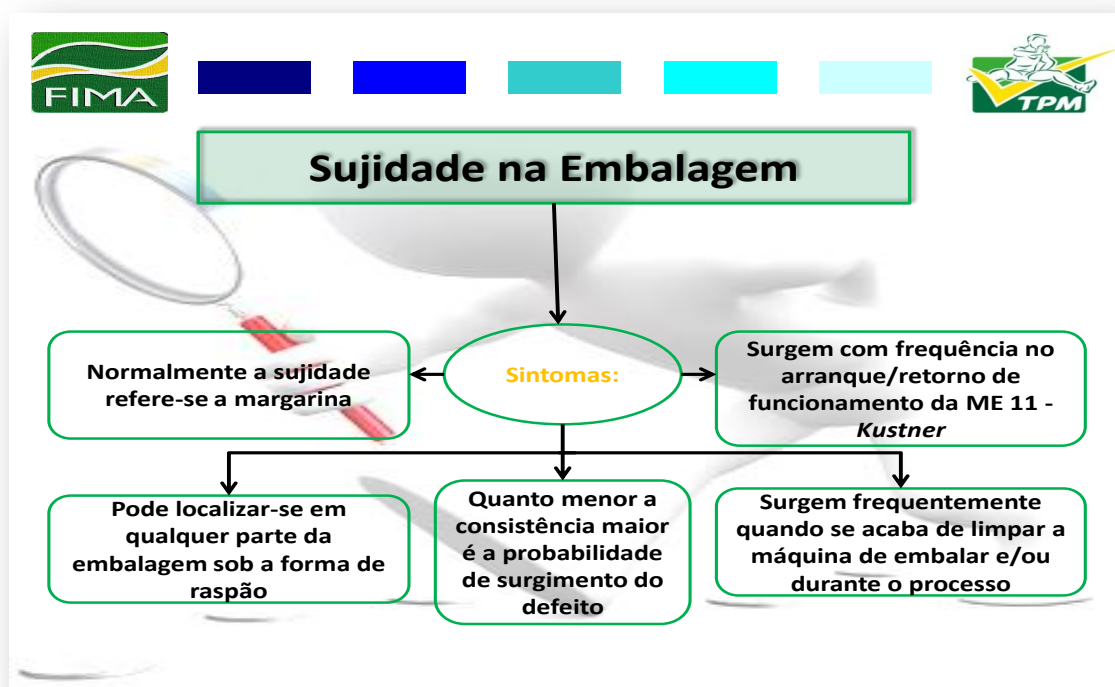 FIMA
TPM
Sujidade na Embalagem
Normalmente a sujidade
refere-se a margarina
Sintomas:
Surgem com frequência no
arranque/retorno de
funcionamento da ME 11 -
Kustner
Pode localizar-se em
qualquer parte da
embalagem sob a forma de
raspão
Quanto menor a
consistência maior
é a probabilidade
de surgimento do
defeito
Surgem frequentemente
quando se acaba de limpar a
máquina de embalar e/ou
durante o processo